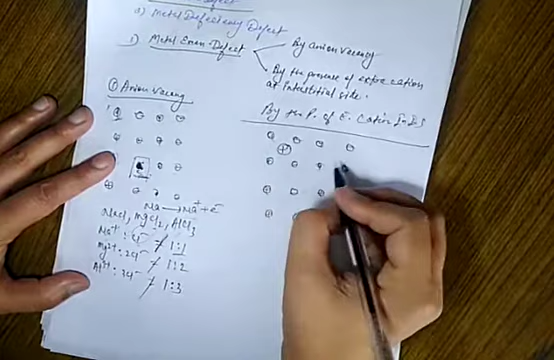 2) Metal Deficiency Defect
1) Metal Excess Defect
By anion vacancy
By the presence of extra cation
at interstitial site.
① Anion vacancy
By the P. of E. Cation
Na → Na⁺ + e⁻
NaCl, MgCl₂, AlCl₃
Na⁺ : Cl⁻ ≠ 1:1
Mg²⁺ : 2Cl⁻ ≠ 1:2
Al³⁺ : 3Cl⁻ ≠ 1:3